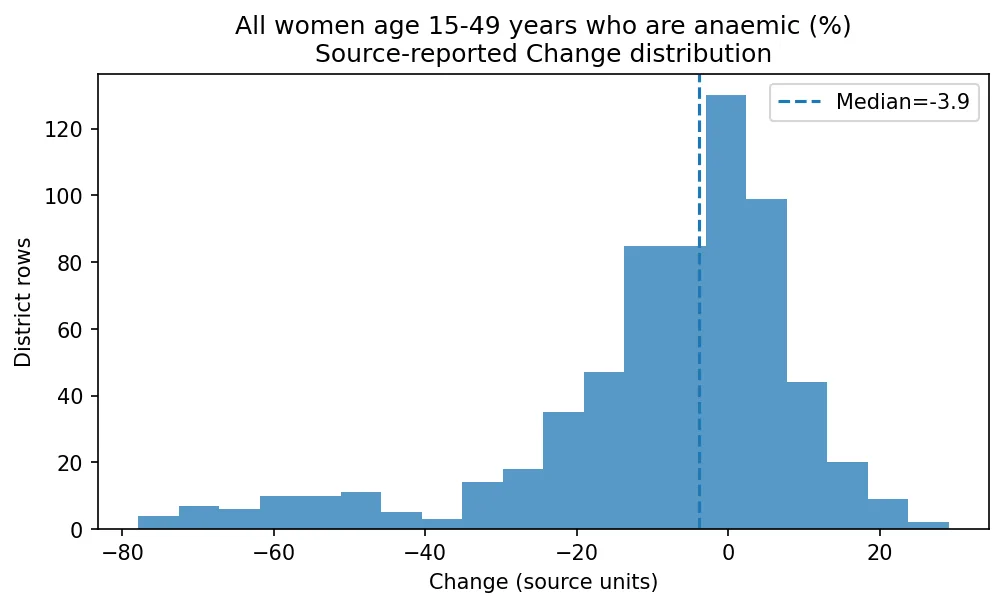 All women age 15-49 years who are anaemic (%)
Source-reported Change distribution
Median=-3.9
District rows
120
100
80
60
40
20
0
−80
−60
−40
−20
0
20
Change (source units)